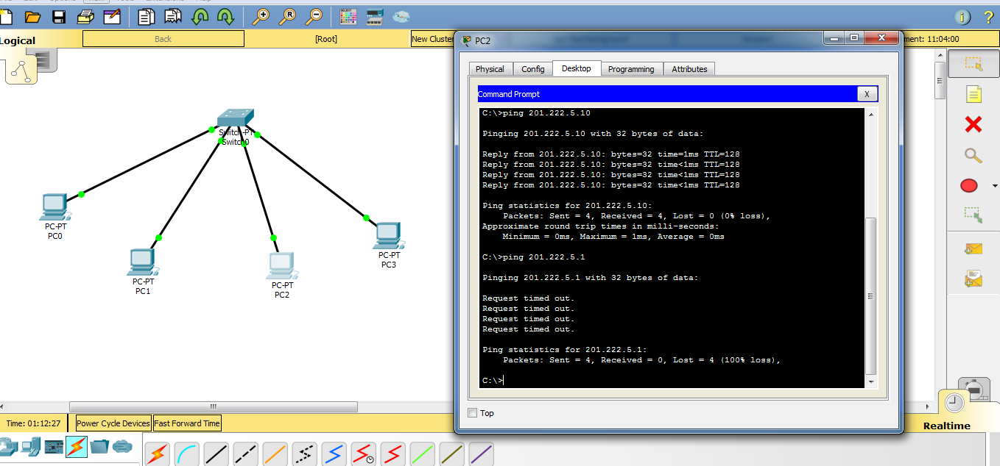 Logical
Back
[Root]
New Cluster
ment: 11:04:00
PC2
Physical
Config
Desktop
Programming
Attributes
Command Prompt
X
C:\>ping 201.222.5.10
Pinging 201.222.5.10 with 32 bytes of data:
Reply from 201.222.5.10: bytes=32 time=1ms TTL=128
Reply from 201.222.5.10: bytes=32 time<1ms TTL=128
Reply from 201.222.5.10: bytes=32 time<1ms TTL=128
Reply from 201.222.5.10: bytes=32 time<1ms TTL=128
Ping statistics for 201.222.5.10:
Packets: Sent = 4, Received = 4, Lost = 0 (0% loss),
Approximate round trip times in milli-seconds:
Minimum = 0ms, Maximum = 1ms, Average = 0ms
C:\>ping 201.222.5.1
Pinging 201.222.5.1 with 32 bytes of data:
Request timed out.
Request timed out.
Request timed out.
Request timed out.
Ping statistics for 201.222.5.1:
Packets: Sent = 4, Received = 0, Lost = 4 (100% loss),
C:\>
Top
Switch-PT
Switch0
PC-PT
PC0
PC-PT
PC1
PC-PT
PC2
PC-PT
PC3
Time: 01:12:27
Power Cycle Devices
Fast Forward Time
Realtime